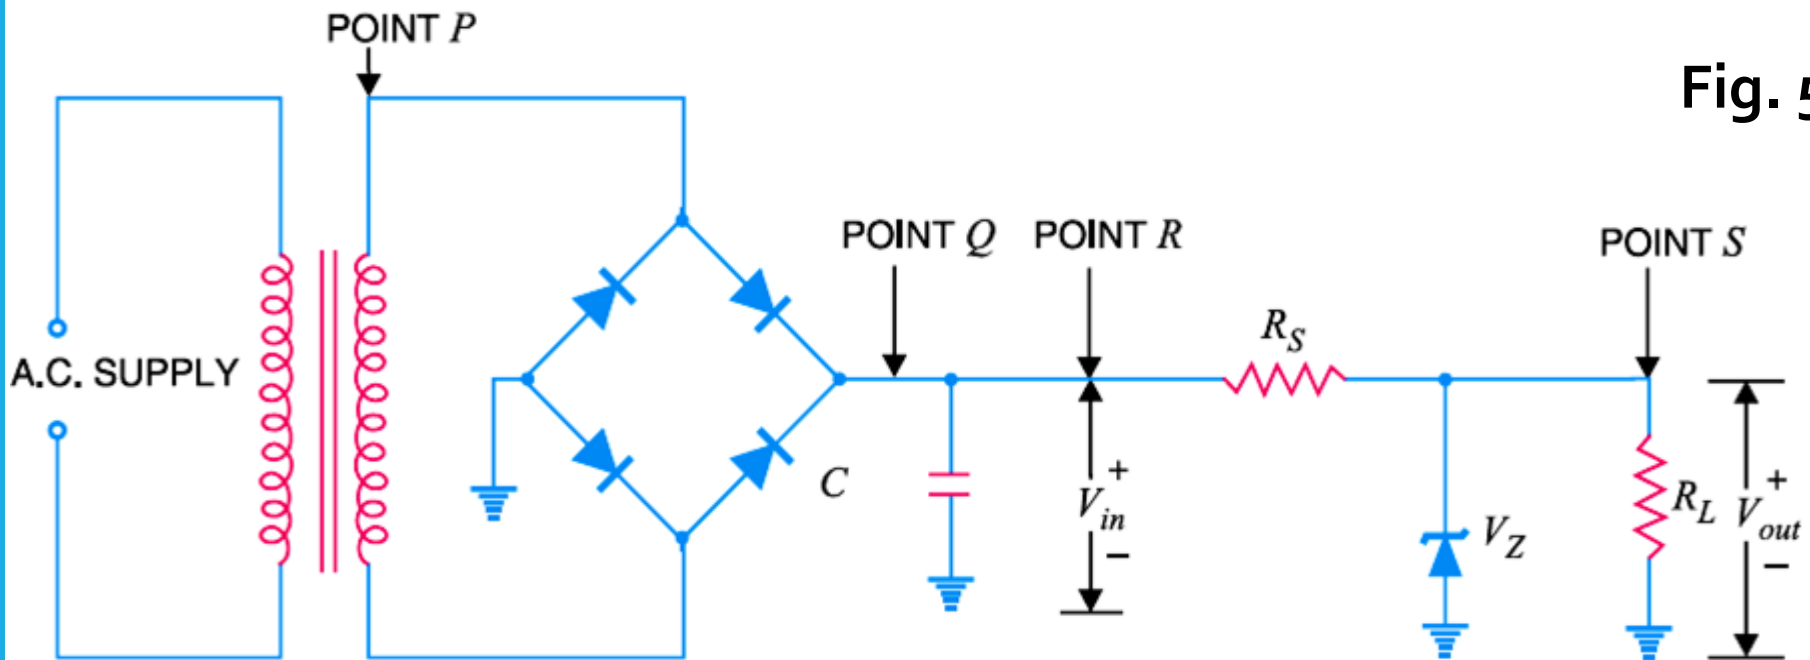 POINT P
Fig. 5
POINT Q
POINT R
POINT S
R_S
A.C. SUPPLY
C
+
V_in
−
V_Z
R_L
+
V_out
−